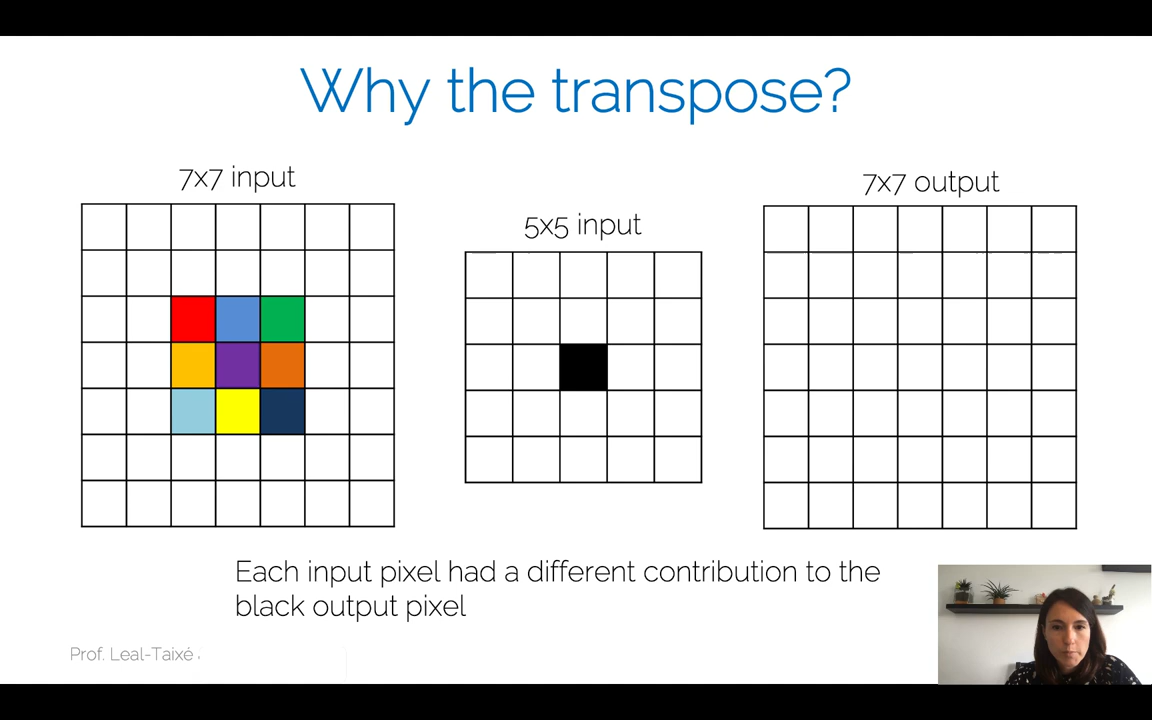 Why the transpose?
7x7 input
5x5 input
7x7 output
Each input pixel had a different contribution to the
black output pixel
Prof. Leal-Taixé